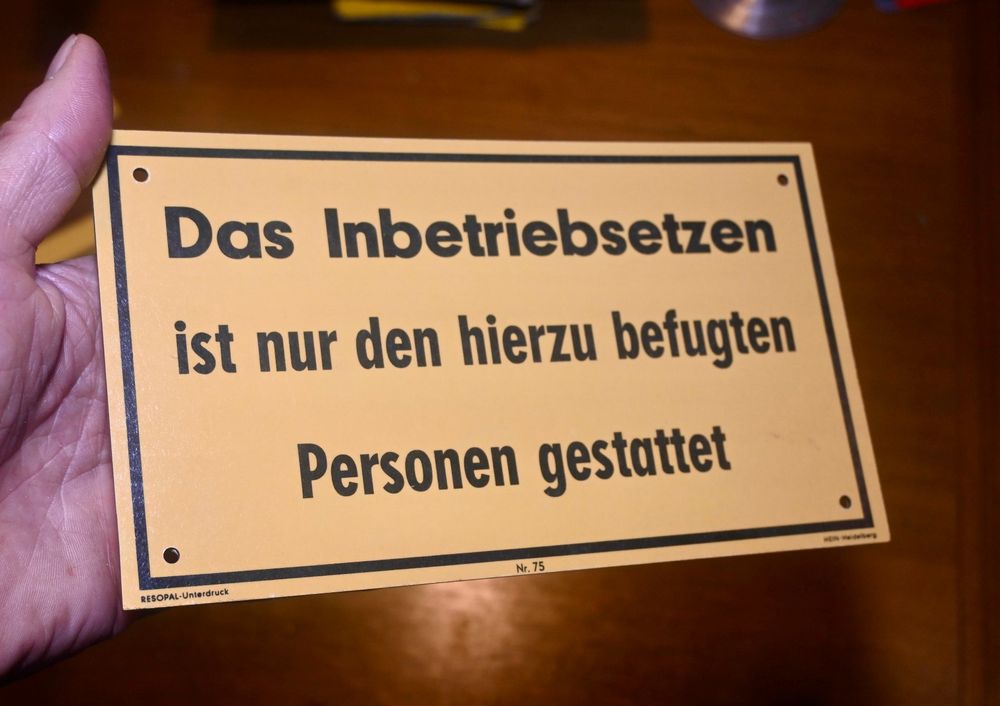 Das Inbetriebsetzen
ist nur den hierzu befugten
Personen gestattet
RESOPAL-Unterdruck
Nr. 75
HEIN-Heidelberg